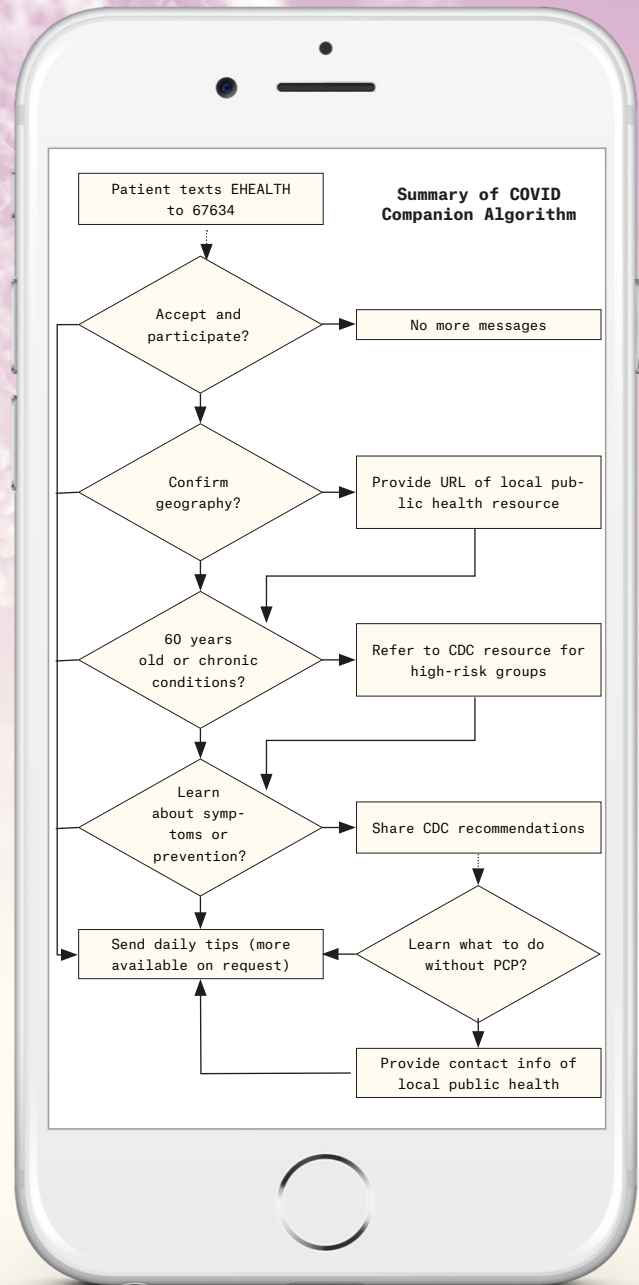 Patient texts EHEALTH
to 67634
Summary of COVID
Companion Algorithm
Accept and
participate?
No more messages
Confirm
geography?
Provide URL of local pub-
lic health resource
60 years
old or chronic
conditions?
Refer to CDC resource for
high-risk groups
Learn
about symp-
toms or
prevention?
Share CDC recommendations
Send daily tips (more
available on request)
Learn what to do
without PCP?
Provide contact info of
local public health